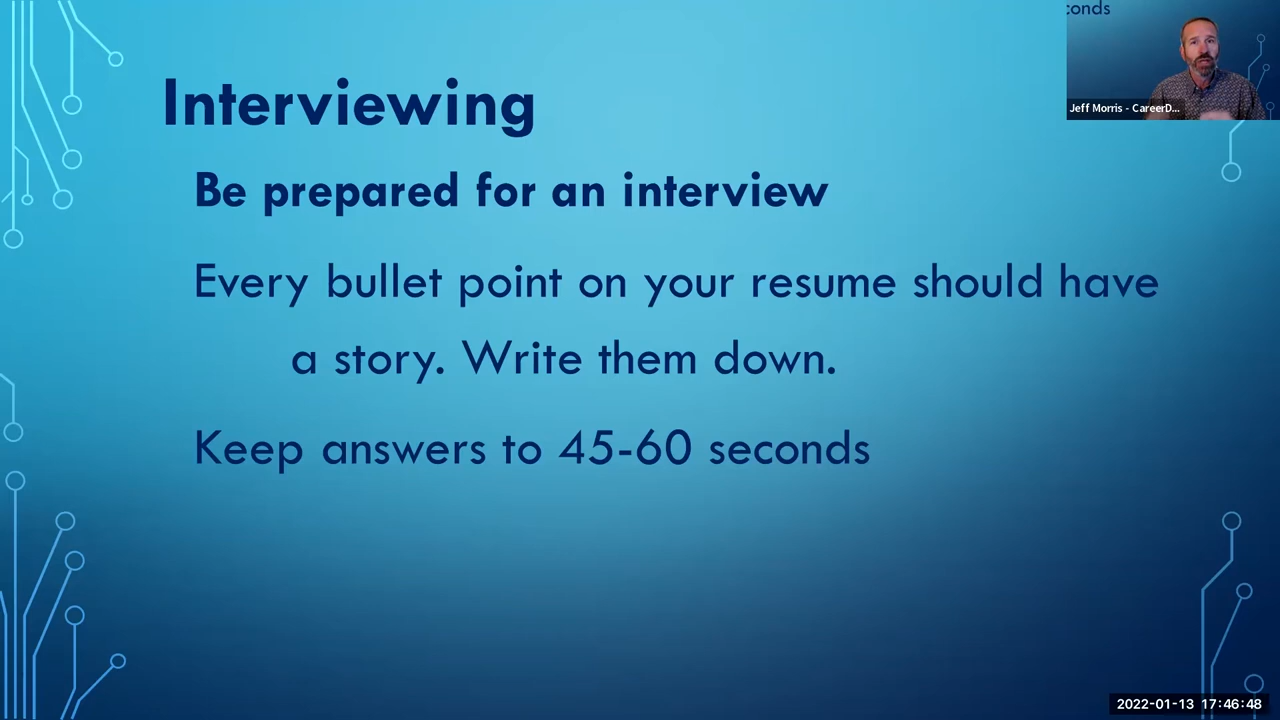 conds
Jeff Morris - CareerD...
Interviewing
Be prepared for an interview
Every bullet point on your resume should have
a story. Write them down.
Keep answers to 45-60 seconds
2022-01-13 17:46:48